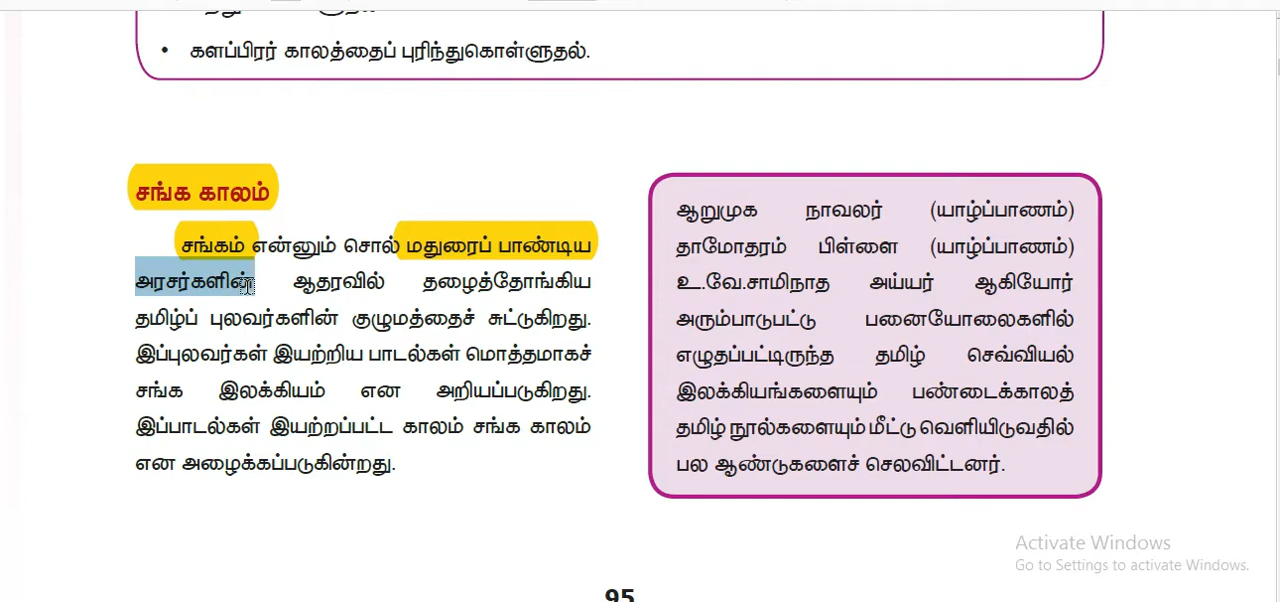 • களப்பிரர் காலத்தைப் புரிந்துகொள்ளுதல்.
சங்க காலம்
சங்கம் என்னும் சொல் மதுரைப் பாண்டிய
அரசர்களின் ஆதரவில் தழைத்தோங்கிய
தமிழ்ப் புலவர்களின் குழுமத்தைச் சுட்டுகிறது.
இப்புலவர்கள் இயற்றிய பாடல்கள் மொத்தமாகச்
சங்க இலக்கியம் என அறியப்படுகிறது.
இப்பாடல்கள் இயற்றப்பட்ட காலம் சங்க காலம்
என அழைக்கப்படுகின்றது.
ஆறுமுக நாவலர் (யாழ்ப்பாணம்)
தாமோதரம் பிள்ளை (யாழ்ப்பாணம்)
உ.வே.சாமிநாத அய்யர் ஆகியோர்
அரும்பாடுபட்டு பனையோலைகளில்
எழுதப்பட்டிருந்த தமிழ் செவ்வியல்
இலக்கியங்களையும் பண்டைக்காலத்
தமிழ் நூல்களையும் மீட்டு வெளியிடுவதில்
பல ஆண்டுகளைச் செலவிட்டனர்.
Activate Windows
Go to Settings to activate Windows.
95